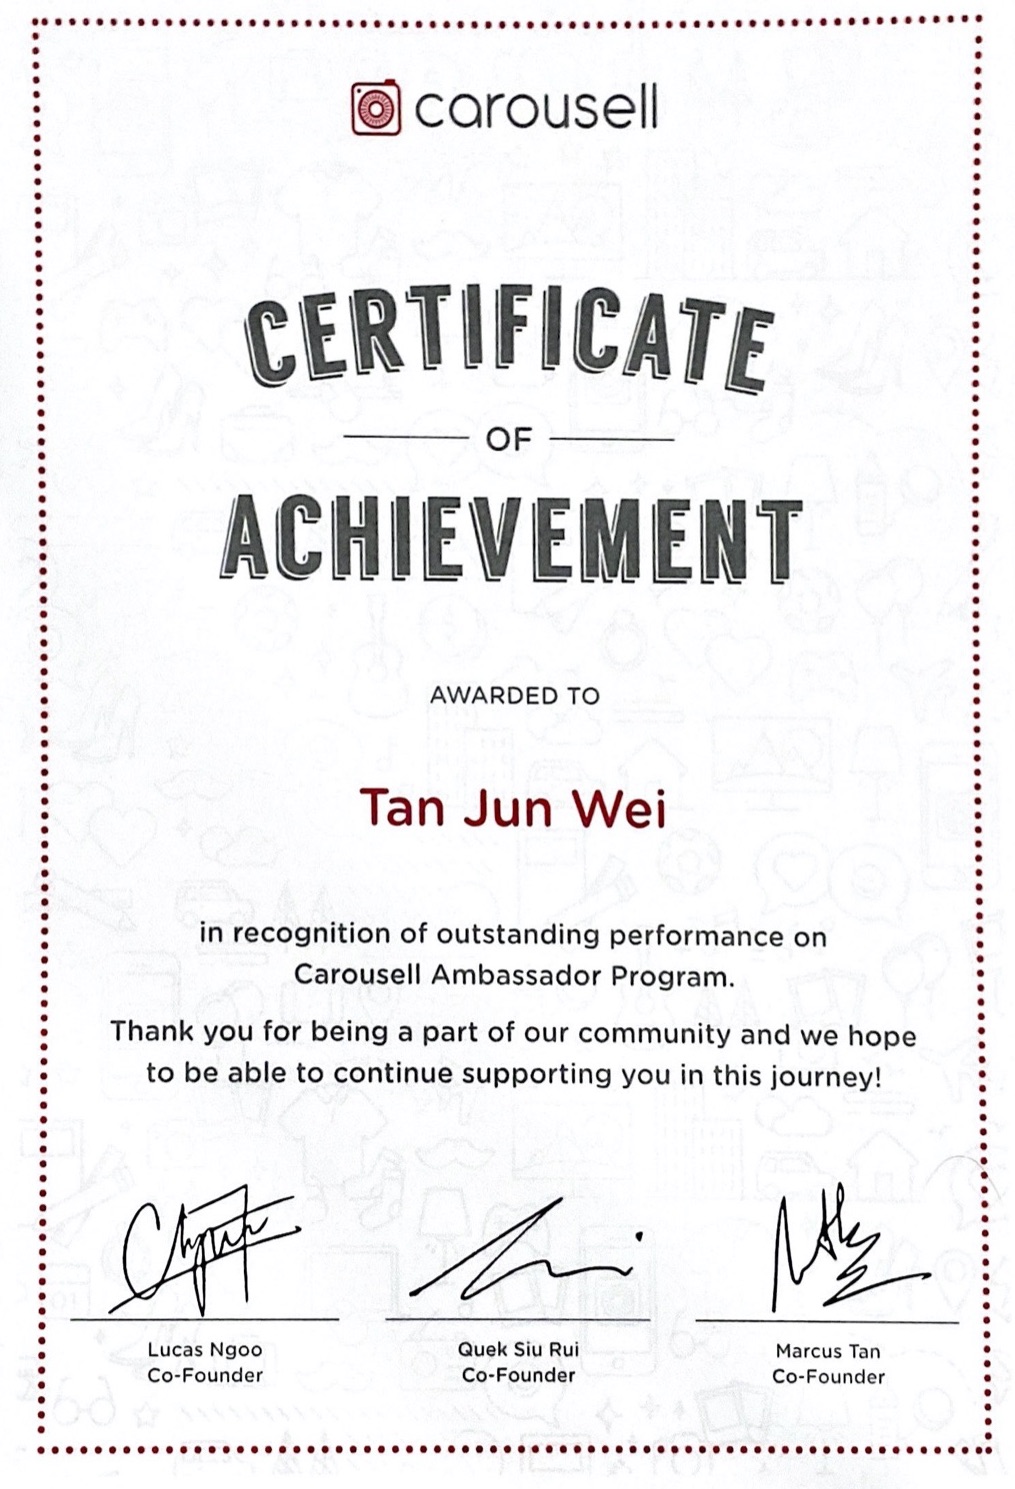 carousell
CERTIFICATE
OF
ACHIEVEMENT
AWARDED TO
Tan Jun Wei
in recognition of outstanding performance on
Carousell Ambassador Program.
Thank you for being a part of our community and we hope
to be able to continue supporting you in this journey!
Lucas Ngoo
Co-Founder
Quek Siu Rui
Co-Founder
Marcus Tan
Co-Founder